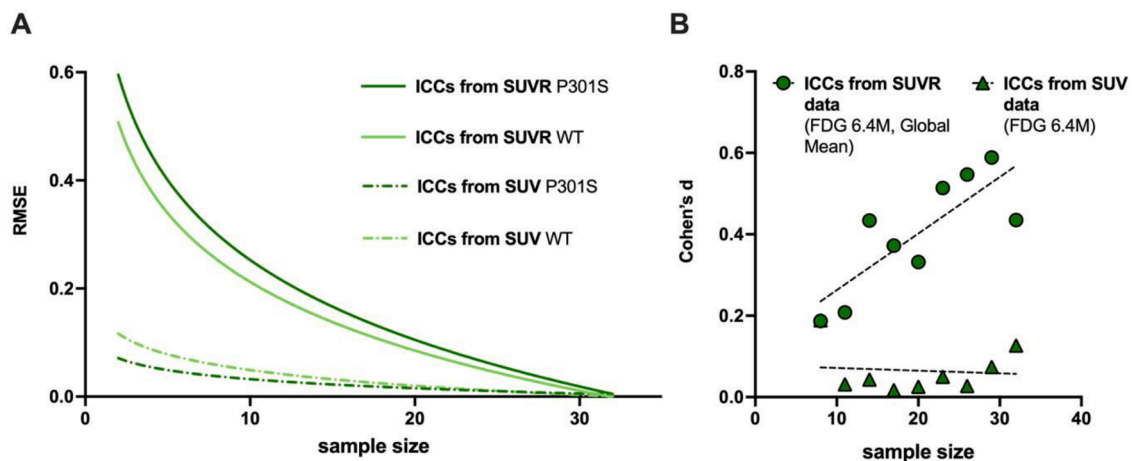 A
0.6
0.4
0.2
0.0
RMSE
0
10
20
30
sample size
ICCs from SUVR P301S
ICCs from SUVR WT
ICCs from SUV P301S
ICCs from SUV WT
B
0.8
0.6
0.4
0.2
0.0
Cohen's d
0
10
20
30
40
sample size
ICCs from SUVR
data
(FDG 6.4M, Global
Mean)
ICCs from SUV
data
(FDG 6.4M)